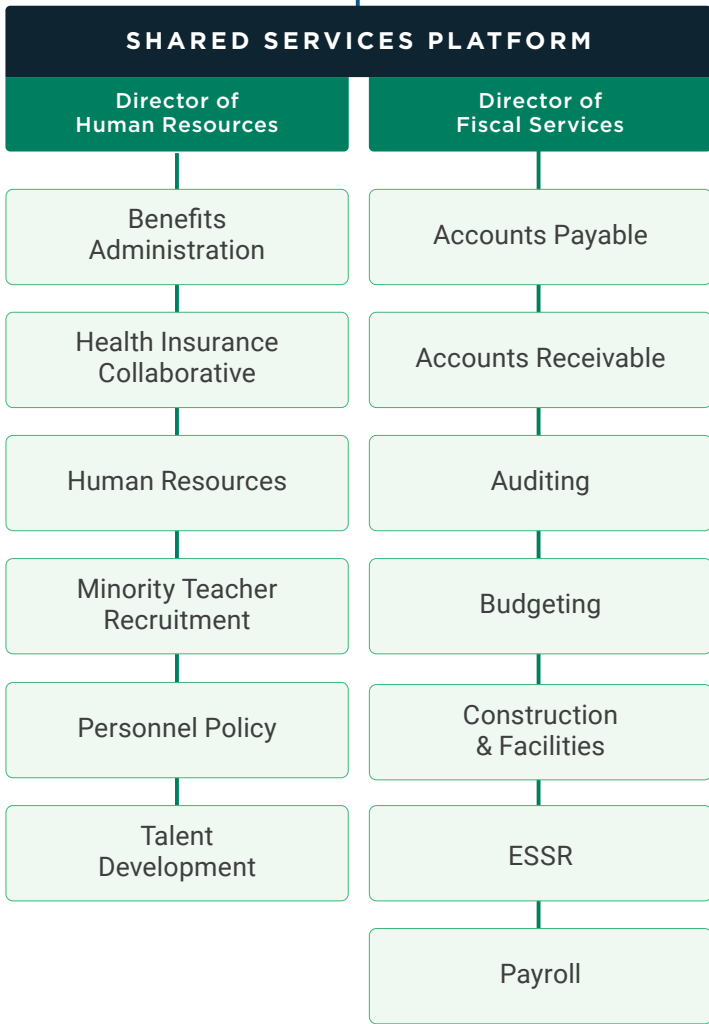 SHARED SERVICES PLATFORM
Director of
Human Resources
Benefits
Administration
Health Insurance
Collaborative
Human Resources
Minority Teacher
Recruitment
Personnel Policy
Talent
Development
Director of
Fiscal Services
Accounts Payable
Accounts Receivable
Auditing
Budgeting
Construction
& Facilities
ESSR
Payroll